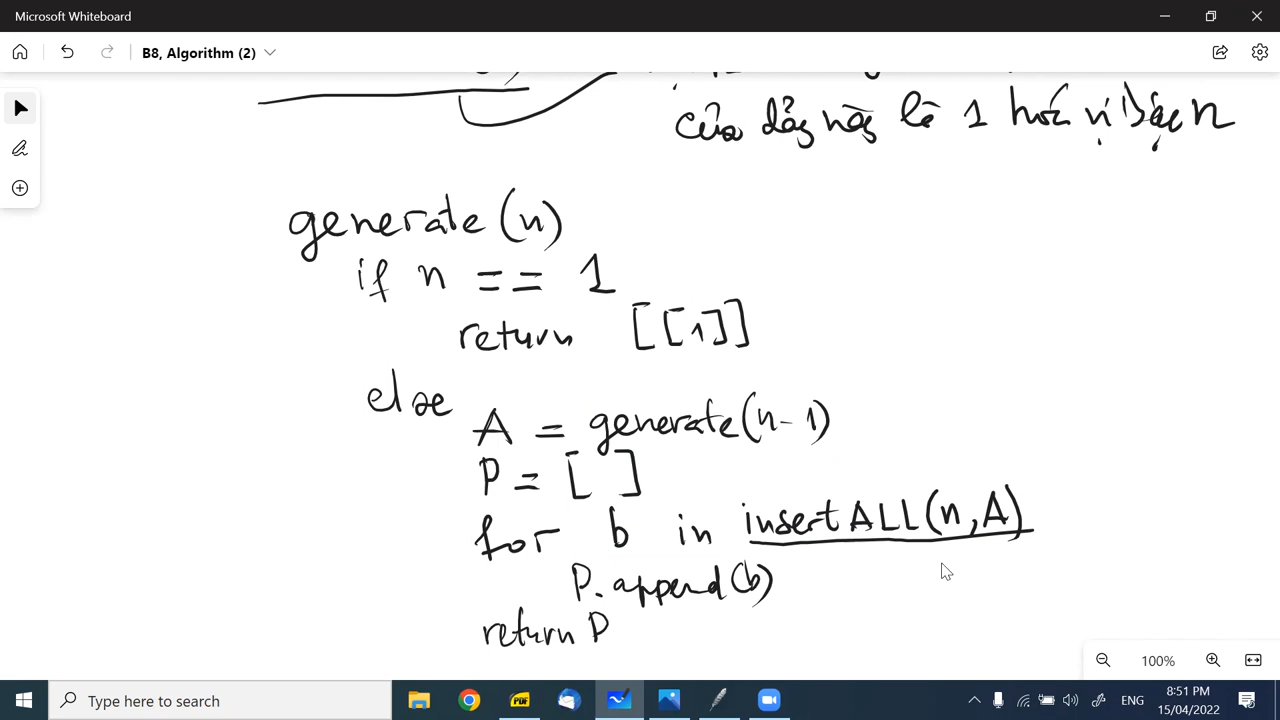 Microsoft Whiteboard
B8, Algorithm (2)
của dãy này là 1 hoán vị bậc n
generate(n)
if n == 1
return [[1]]
else
A = generate(n-1)
P = [ ]
for b in insertALL(n,A)
P.append(b)
return P
100%
Type here to search
PDF
ENG
8:51 PM
15/04/2022